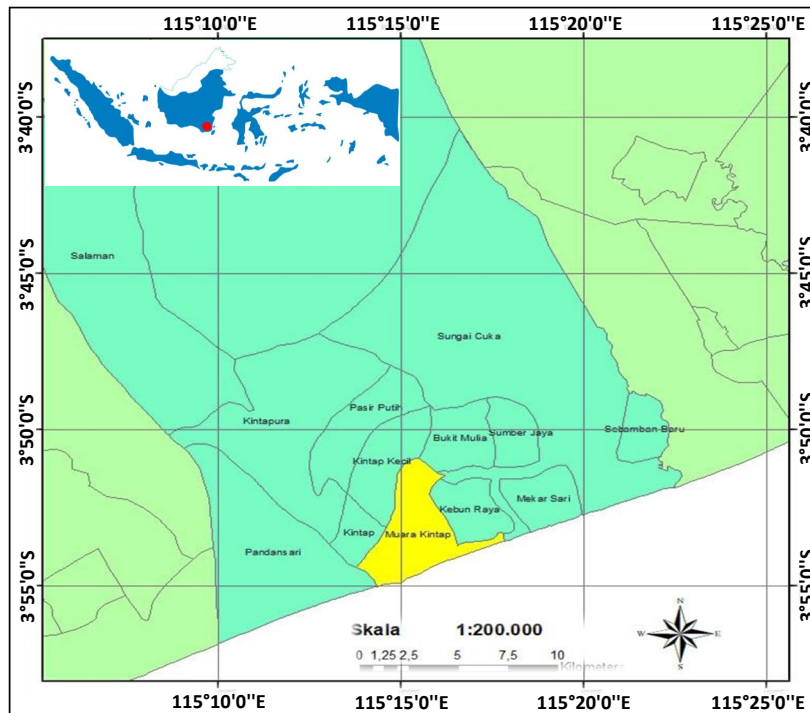 115°10'0"E 115°15'0"E 115°20'0"E 115°25'0"E
3°40'0"S 3°40'0"S
Salaman
3°45'0"S 3°45'0"S
Sungai Cuka
Pasir Putih
Kintapura
3°50'0"S 3°50'0"S
Bukit Mulia Sumber Jaya Sebamban Baru
Kintap Kecil
Mekar Sari
Kebun Raya
Kintap Muara Kintap
Pandansari
3°55'0"S 3°55'0"S
Skala 1:200.000
0 1,25 2,5 5 7,5 10
Kilometers
N
W E
S
115°10'0"E 115°15'0"E 115°20'0"E 115°25'0"E